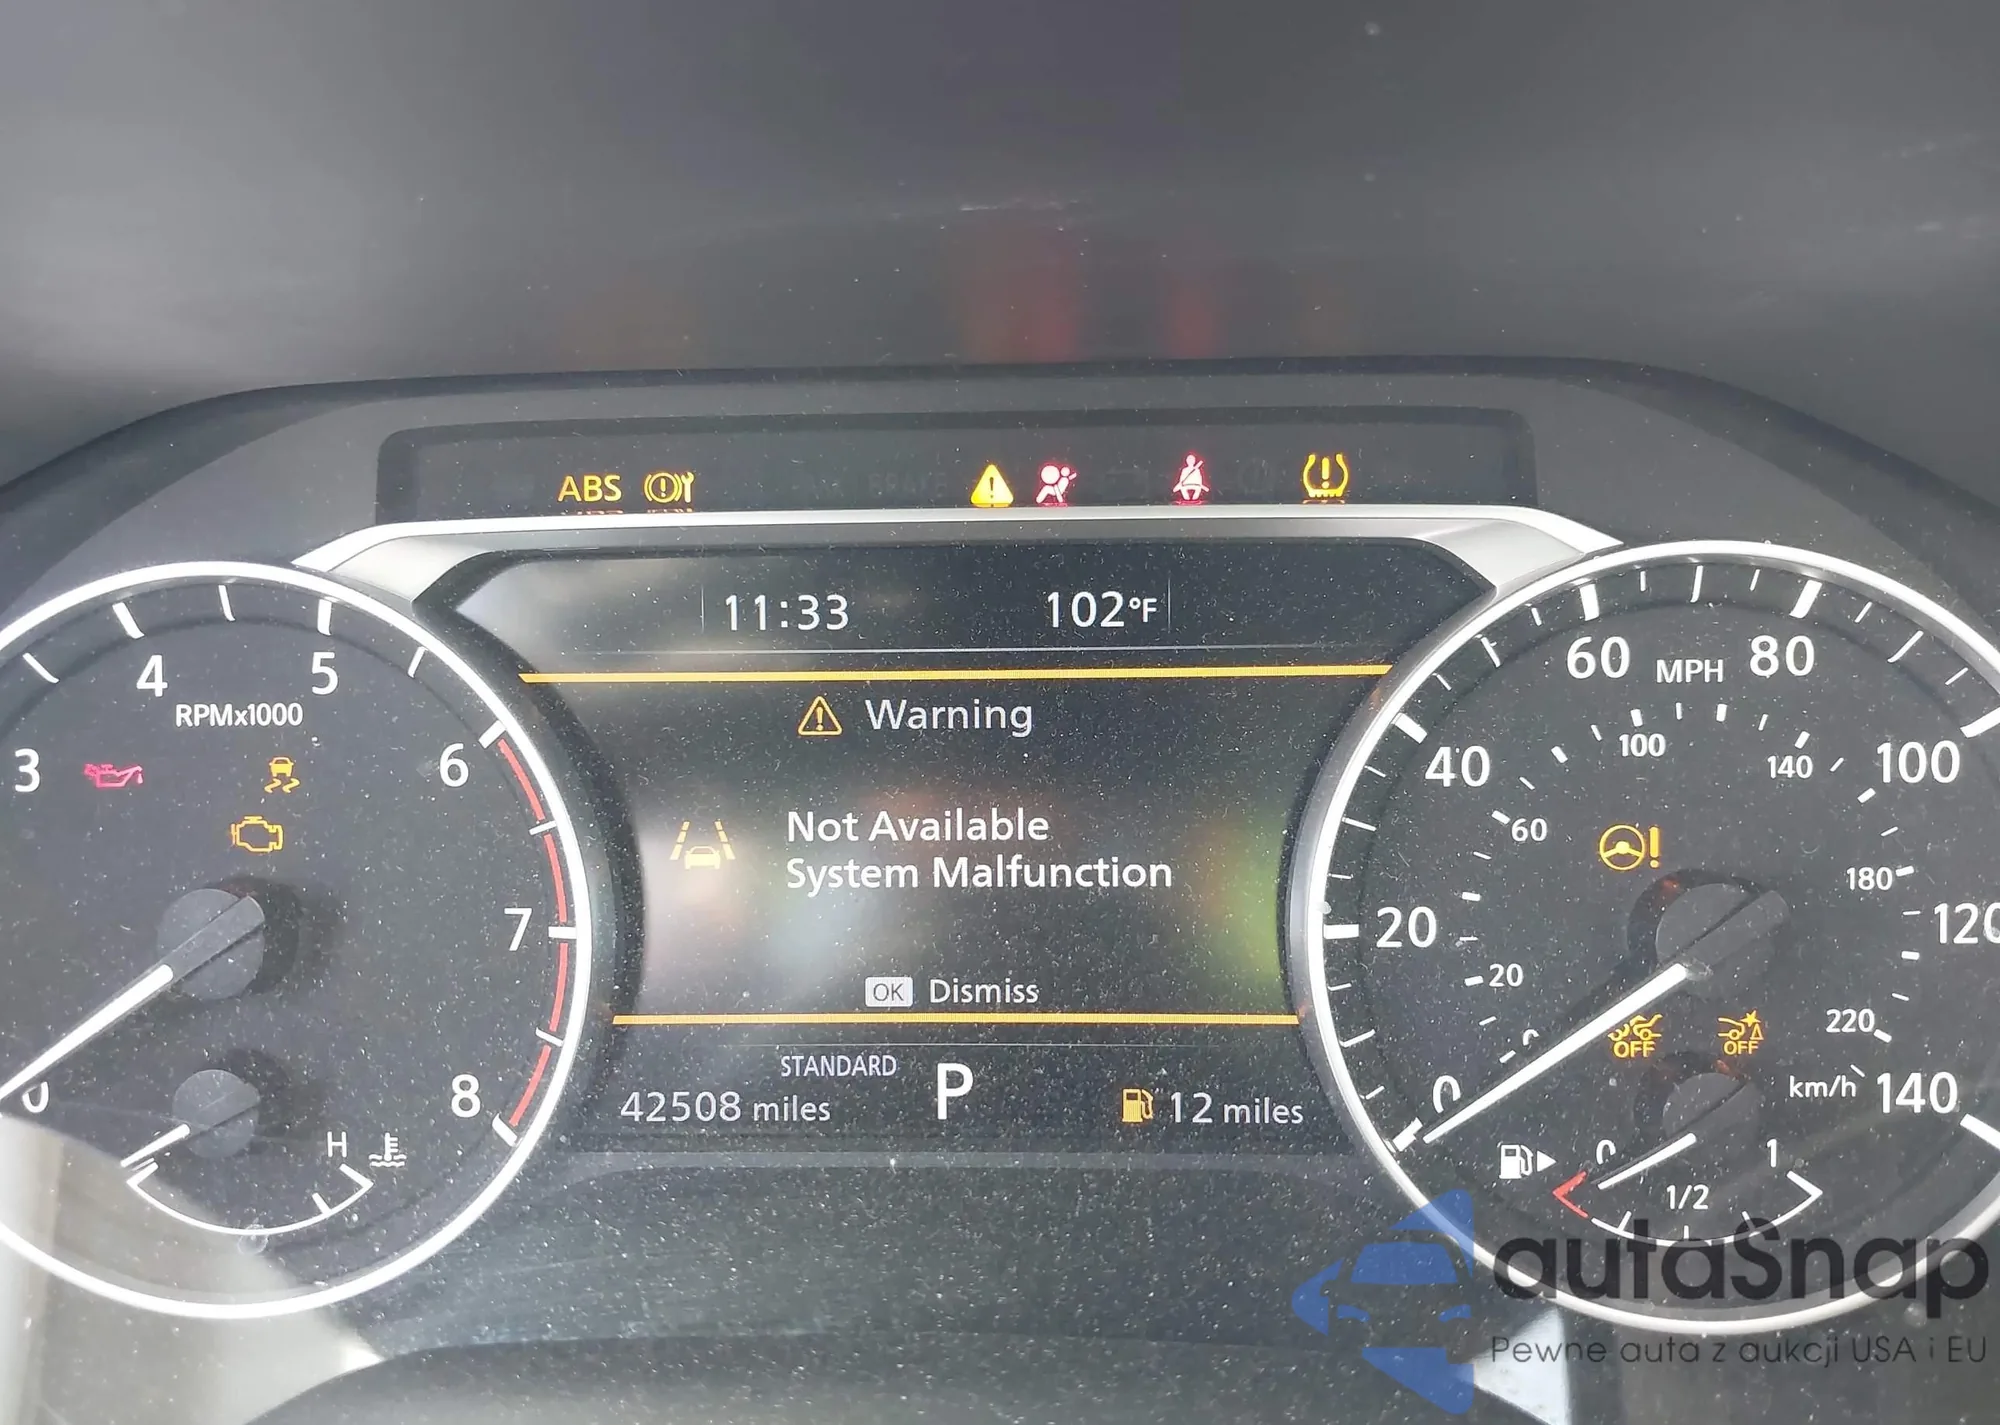 ABS
11:33
102°F
Warning
Not Available
System Malfunction
OK Dismiss
STANDARD
42508 miles
P
12 miles
RPMx1000
0
3
4
5
6
7
8
H
MPH
0
20
40
60
80
100
120
140
20
60
100
140
180
220
km/h
OFF
OFF
0
1/2
1
autaSnap
Pewne auta z aukcji USA i EU